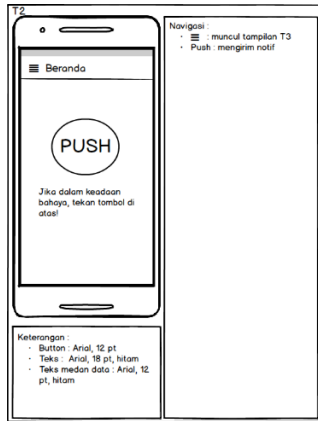 T2
Beranda
PUSH
Jika dalam keadaan
bahaya, tekan tombol di
atas!
Navigasi :
· ☰ : muncul tampilan T3
· Push : mengirim notif
Keterangan :
· Button : Arial, 12 pt
· Teks : Arial, 18 pt, hitam
· Teks medan data : Arial, 12
pt, hitam